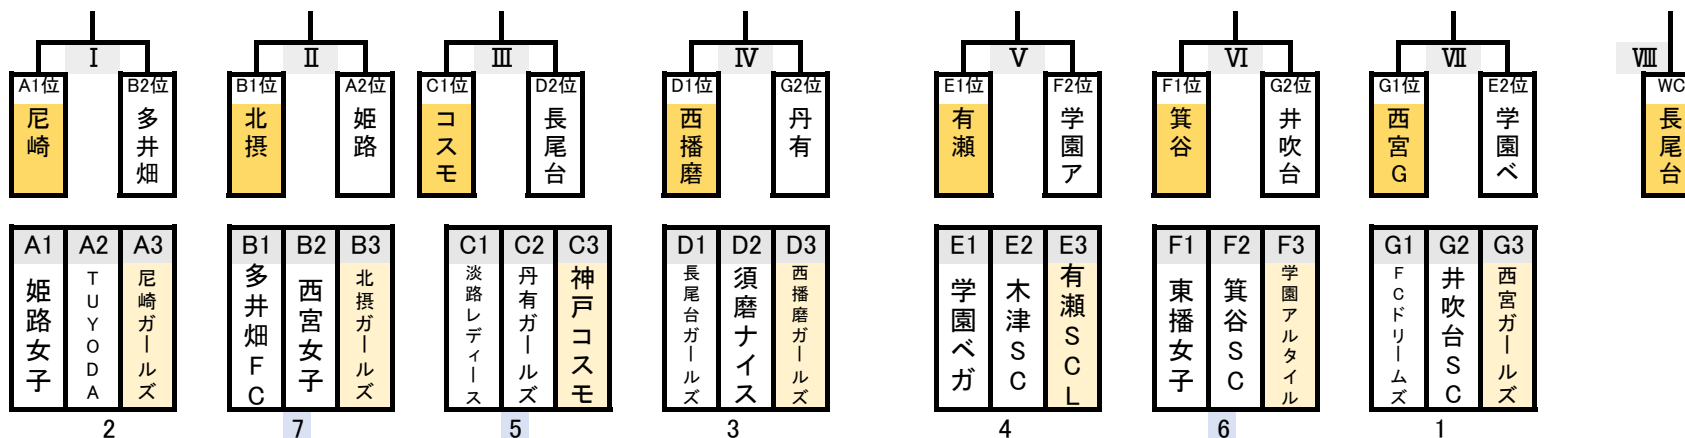 Ⅰ Ⅱ Ⅲ Ⅳ Ⅴ Ⅵ Ⅶ Ⅷ
A1位 B2位 B1位 A2位 C1位 D2位 D1位 G2位 E1位 F2位 F1位 G2位 G1位 E2位 WC
尼崎
多井畑
北摂
姫路
コスモ
長尾台
西播磨
丹有
有瀬
学園ア
箕谷
井吹台
西宮G
学園ベ
長尾台
A1 A2 A3 B1 B2 B3 C1 C2 C3 D1 D2 D3 E1 E2 E3 F1 F2 F3 G1 G2 G3
姫路女子
TUYODA
尼崎ガールズ
多井畑FC
西宮女子
北摂ガールズ
淡路レディース
丹有ガールズ
神戸コスモ
長尾台ガールズ
須磨ナイス
西播磨ガールズ
学園ベガ
木津SC
有瀬SCL
東播女子
箕谷SC
学園アルタイル
FCドリームズ
井吹台SC
西宮ガールズ
2 7 5 3 4 6 1